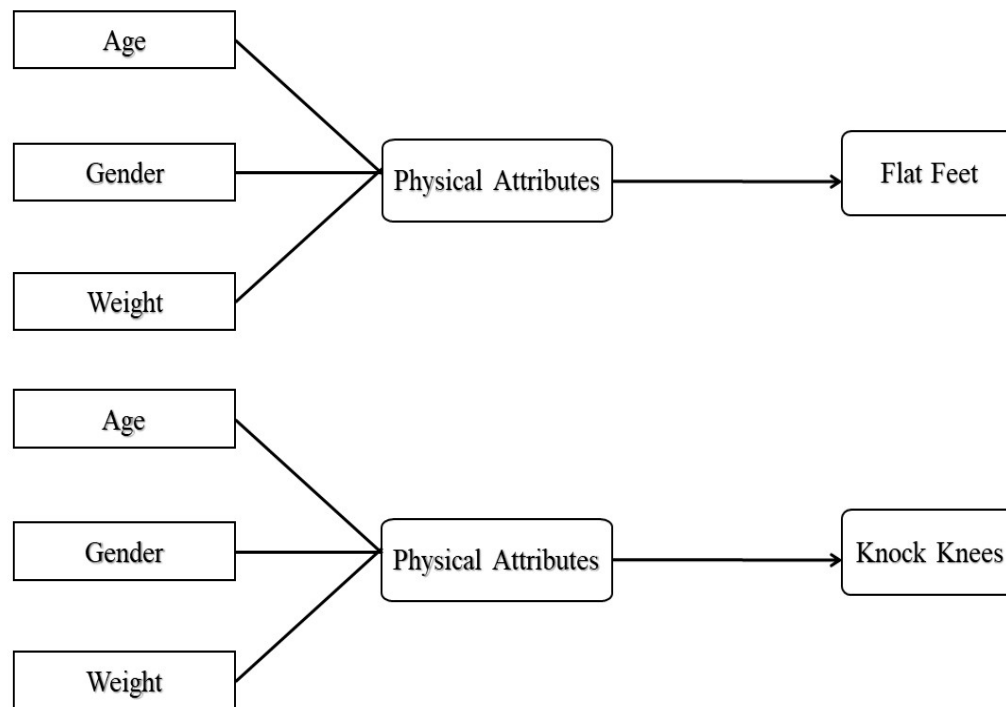 Age
Gender
Physical Attributes
Flat Feet
Weight
Age
Gender
Physical Attributes
Knock Knees
Weight